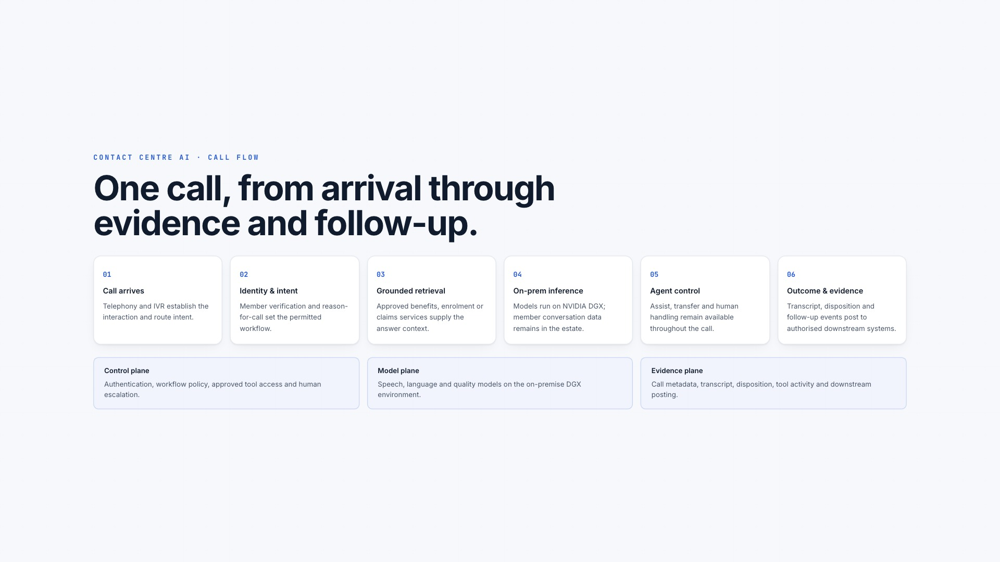 CONTACT CENTRE AI · CALL FLOW
One call, from arrival through
evidence and follow-up.
01
Call arrives
Telephony and IVR establish the
interaction and route intent.
02
Identity & intent
Member verification and reason-
for-call set the permitted
workflow.
03
Grounded retrieval
Approved benefits, enrolment or
claims services supply the
answer context.
04
On-prem inference
Models run on NVIDIA DGX;
member conversation data
remains in the estate.
05
Agent control
Assist, transfer and human
handling remain available
throughout the call.
06
Outcome & evidence
Transcript, disposition and
follow-up events post to
authorised downstream systems.
Control plane
Authentication, workflow policy, approved tool access and human
escalation.
Model plane
Speech, language and quality models on the on-premise DGX
environment.
Evidence plane
Call metadata, transcript, disposition, tool activity and downstream
posting.